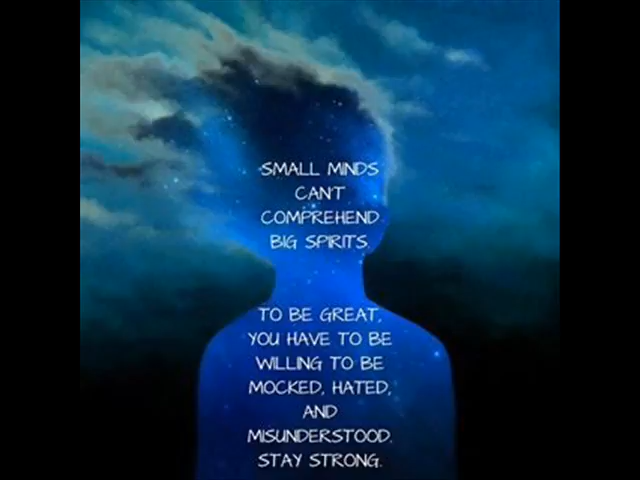 SMALL MINDS
CAN'T
COMPREHEND
BIG SPIRITS.
TO BE GREAT,
YOU HAVE TO BE
WILLING TO BE
MOCKED, HATED,
AND
MISUNDERSTOOD.
STAY STRONG.